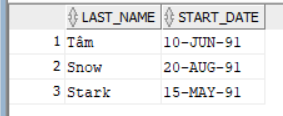 LAST_NAME START_DATE
1 Tâm 10-JUN-91
2 Snow 20-AUG-91
3 Stark 15-MAY-91